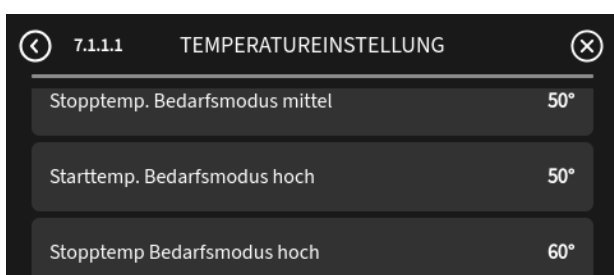 7.1.1.1 TEMPERATUREINSTELLUNG
Stopptemp. Bedarfsmodus mittel 50°
Starttemp. Bedarfsmodus hoch 50°
Stopptemp Bedarfsmodus hoch 60°